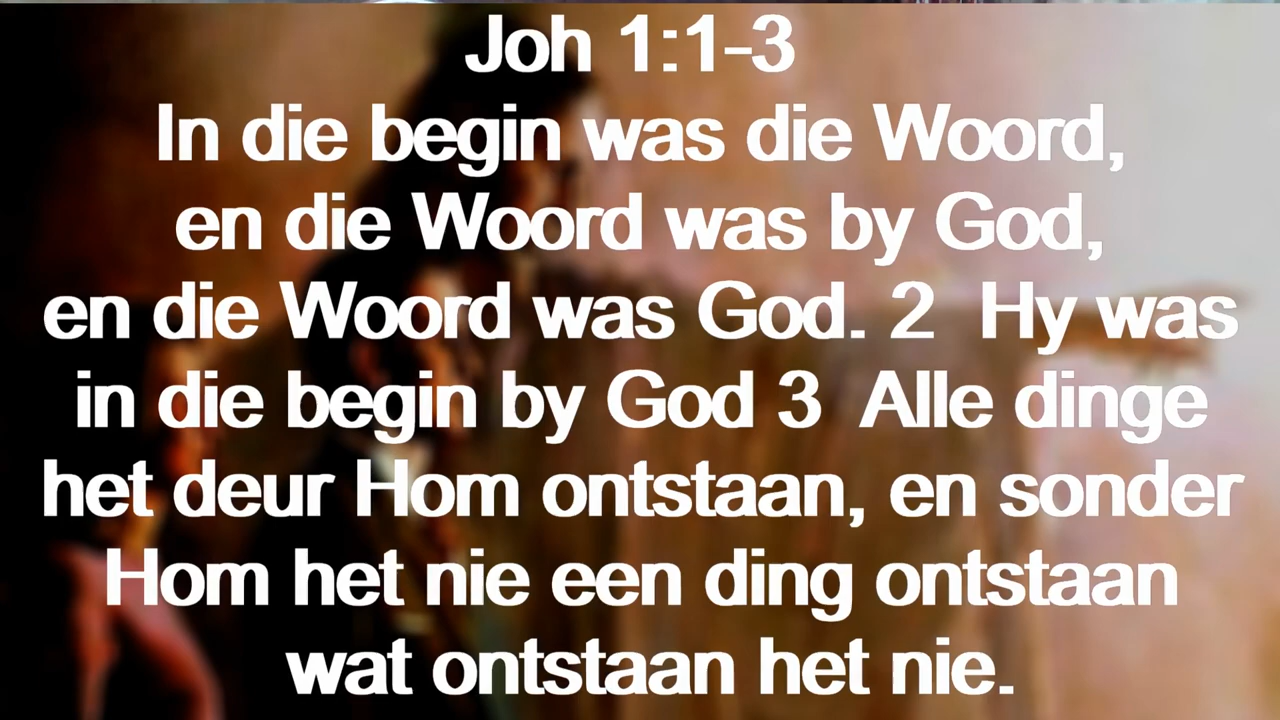 Joh 1:1-3
In die begin was die Woord,
en die Woord was by God,
en die Woord was God. 2  Hy was
in die begin by God 3  Alle dinge
het deur Hom ontstaan, en sonder
Hom het nie een ding ontstaan
wat ontstaan het nie.